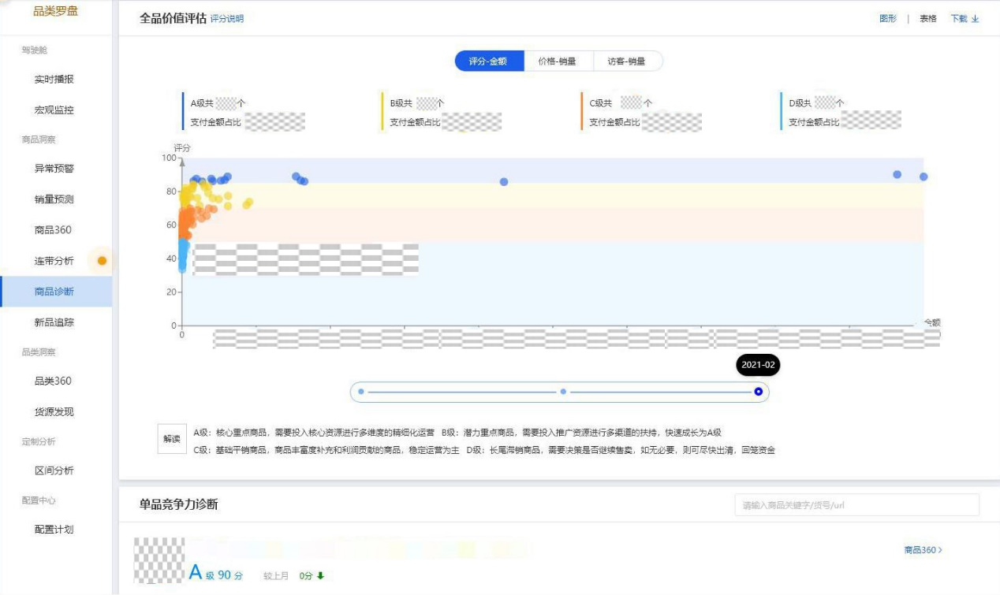 品类罗盘
驾驶舱
实时播报
宏观监控
商品洞察
异常预警
销量预测
商品360
连带分析
商品诊断
新品追踪
品类洞察
品类360
货源发现
定制分析
区间分析
配置中心
配置计划
全品价值评估 评分说明
图形 | 表格 下载
评分-金额 价格-销量 访客-销量
A级共 个
支付金额占比
B级共 个
支付金额占比
C级共 个
支付金额占比
D级共 个
支付金额占比
评分
100
80
60
40
20
0
0
金额
2021-02
解读
A级：核心重点商品，需要投入核心资源进行多维度的精细化运营 B级：潜力重点商品，需要投入推广资源进行多渠道的扶持，快速成长为A级
C级：基础平销商品，商品丰富度补充和利润贡献的商品，稳定运营为主 D级：长尾滞销商品，需要决策是否继续售卖，如无必要，则可尽快出清，回笼资金
单品竞争力诊断
请输入商品关键字/货号/url
商品360
A 级 90 分 较上月 0分